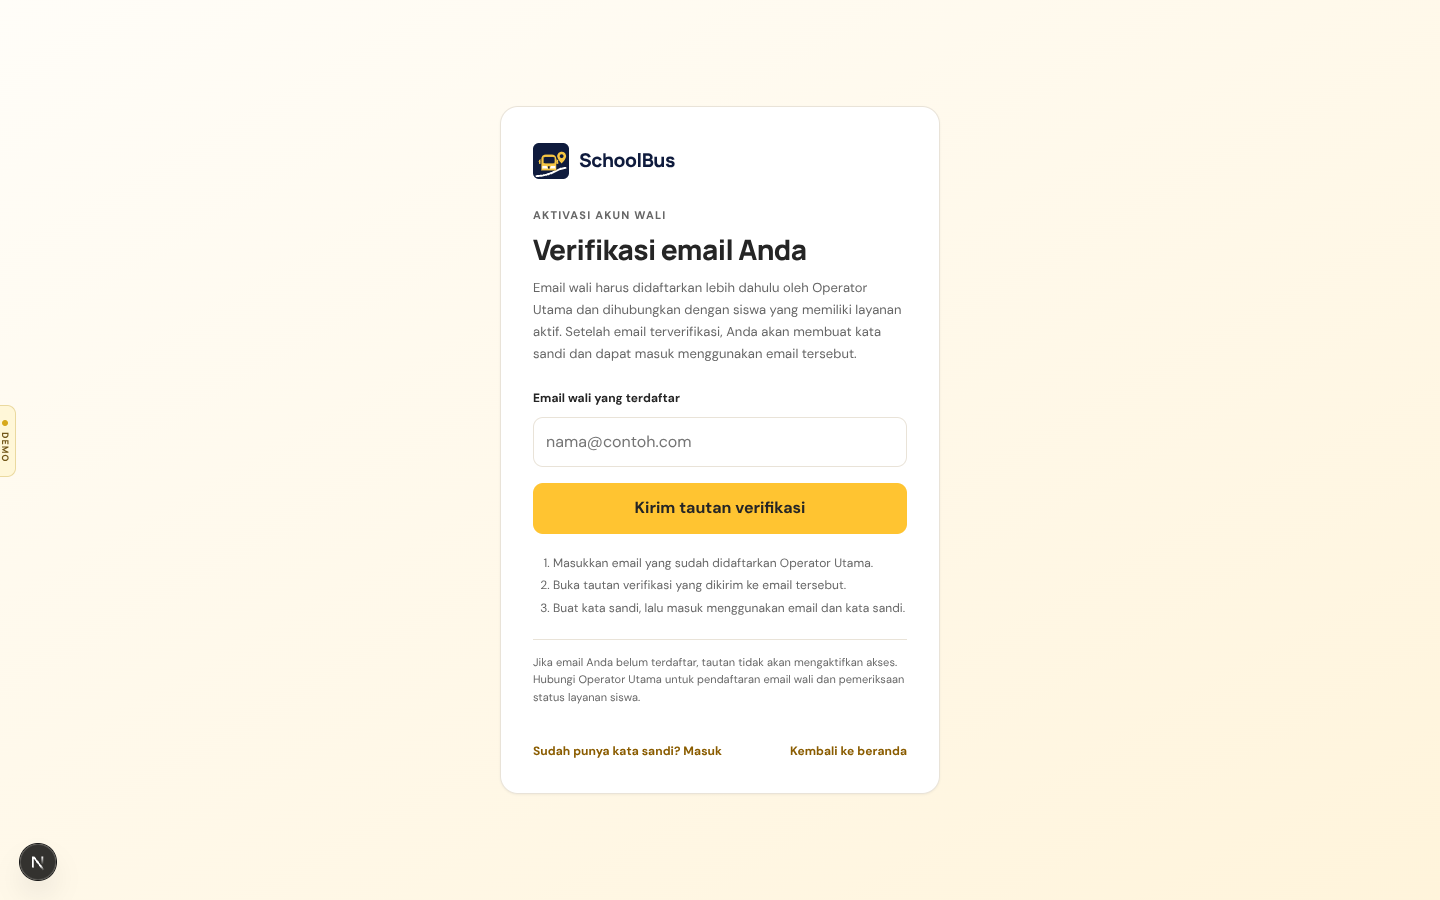 SchoolBus
AKTIVASI AKUN WALI
Verifikasi email Anda
Email wali harus didaftarkan lebih dahulu oleh Operator
Utama dan dihubungkan dengan siswa yang memiliki layanan
aktif. Setelah email terverifikasi, Anda akan membuat kata
sandi dan dapat masuk menggunakan email tersebut.
Email wali yang terdaftar
nama@contoh.com
DEMO
Kirim tautan verifikasi
1. Masukkan email yang sudah didaftarkan Operator Utama.
2. Buka tautan verifikasi yang dikirim ke email tersebut.
3. Buat kata sandi, lalu masuk menggunakan email dan kata sandi.
Jika email Anda belum terdaftar, tautan tidak akan mengaktifkan akses.
Hubungi Operator Utama untuk pendaftaran email wali dan pemeriksaan
status layanan siswa.
Sudah punya kata sandi? Masuk
Kembali ke beranda
N